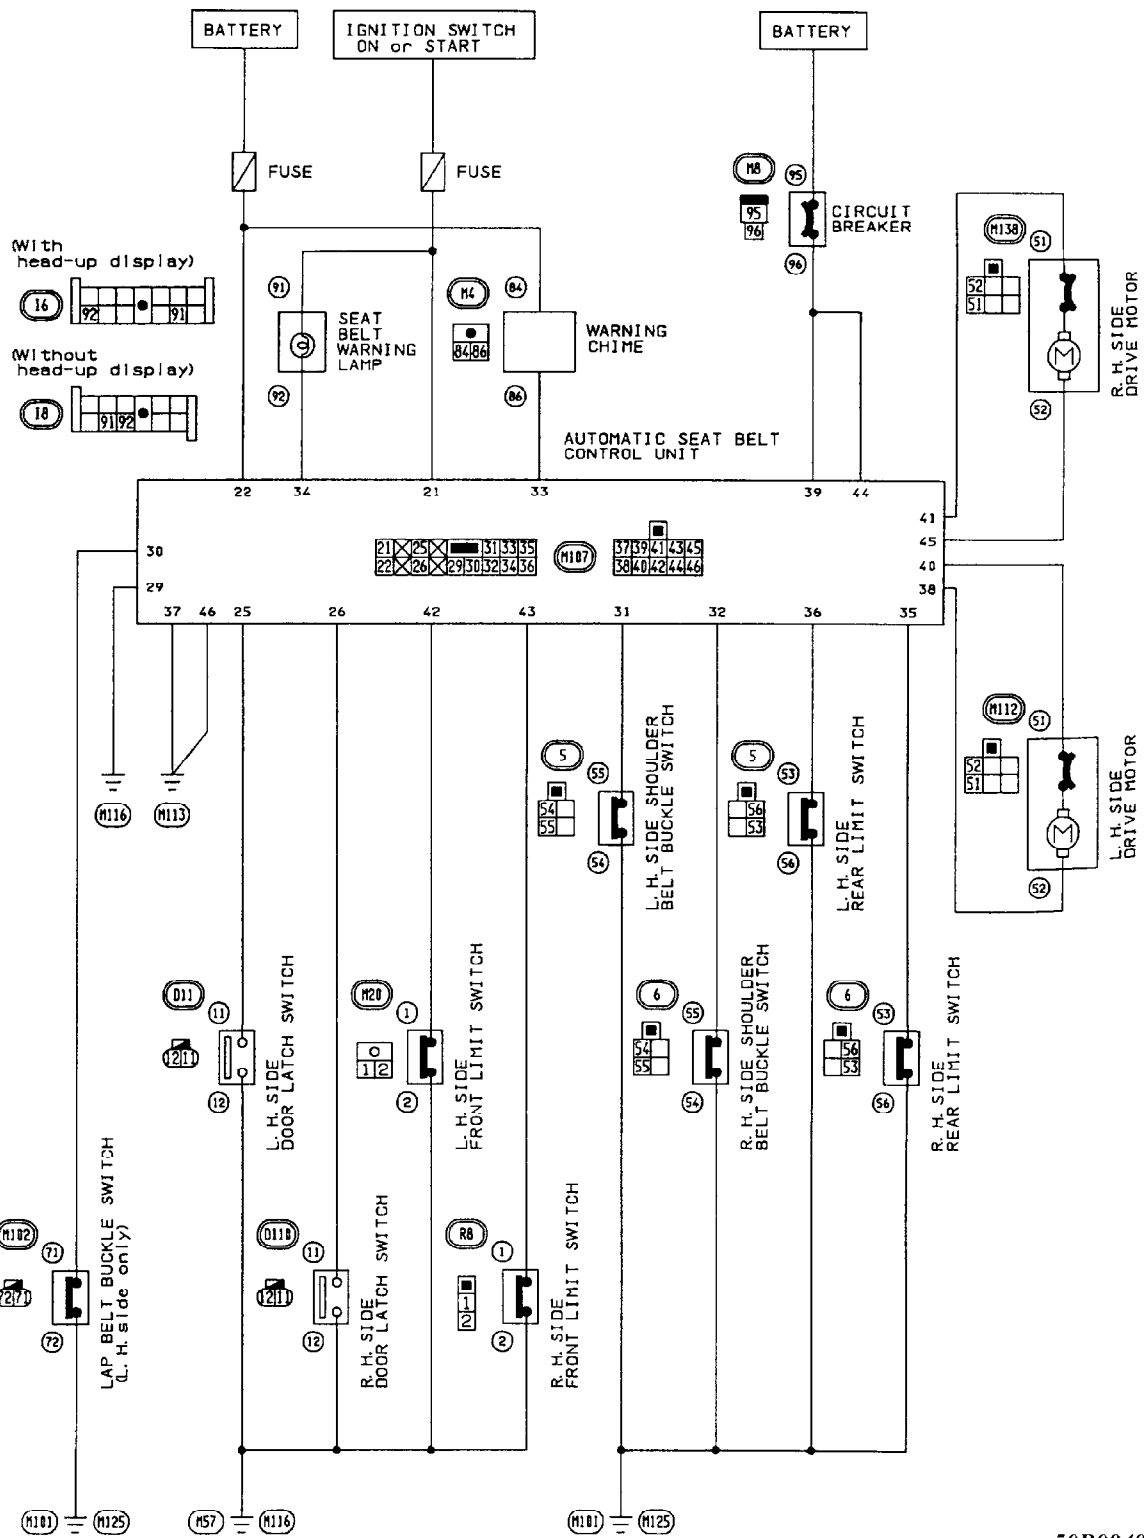 BATTERY
IGNITION SWITCH
ON or START
BATTERY
FUSE
FUSE
M8
95
95
96
CIRCUIT
BREAKER
96
(With
head-up display)
I6
92
91
(Without
head-up display)
I8
91 92
91
SEAT
BELT
WARNING
LAMP
92
M4
84 86
84
WARNING
CHIME
86
M138
51
52
51
R.H. SIDE
DRIVE MOTOR
M
52
AUTOMATIC SEAT BELT
CONTROL UNIT
22 34 21 33 39 44
41
45
40
38
30
29
21 25 31 33 35
22 26 29 30 32 34 36
M107
37 39 41 43 45
38 40 42 44 46
37 46 25 26 42 43 31 32 36 35
M116
M113
5
55
54
55
54
L.H. SIDE SHOULDER
BELT BUCKLE SWITCH
5
53
56
53
56
L.H. SIDE
REAR LIMIT SWITCH
M112
51
52
51
M
52
L.H. SIDE
DRIVE MOTOR
D11
11
12 11
12
L.H. SIDE
DOOR LATCH SWITCH
M20
1
1 2
2
L.H. SIDE
FRONT LIMIT SWITCH
6
55
54
55
54
R.H. SIDE SHOULDER
BELT BUCKLE SWITCH
6
53
56
53
56
R.H. SIDE
REAR LIMIT SWITCH
M102
71
72 71
72
LAP BELT BUCKLE SWITCH
(L.H. side only)
D110
11
12 11
12
R.H. SIDE
DOOR LATCH SWITCH
R8
1
1
2
2
R.H. SIDE
FRONT LIMIT SWITCH
M101 M125
M57 M116
M101 M125